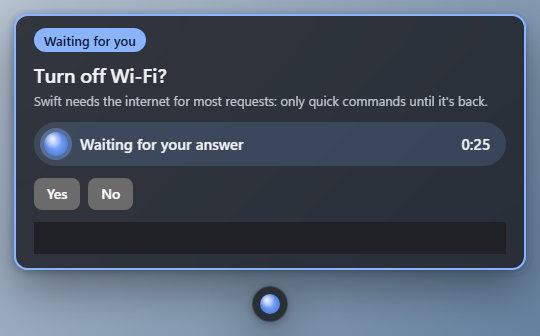 Waiting for you
Turn off Wi-Fi?
Swift needs the internet for most requests: only quick commands until it's back.
Waiting for your answer 0:25
Yes No